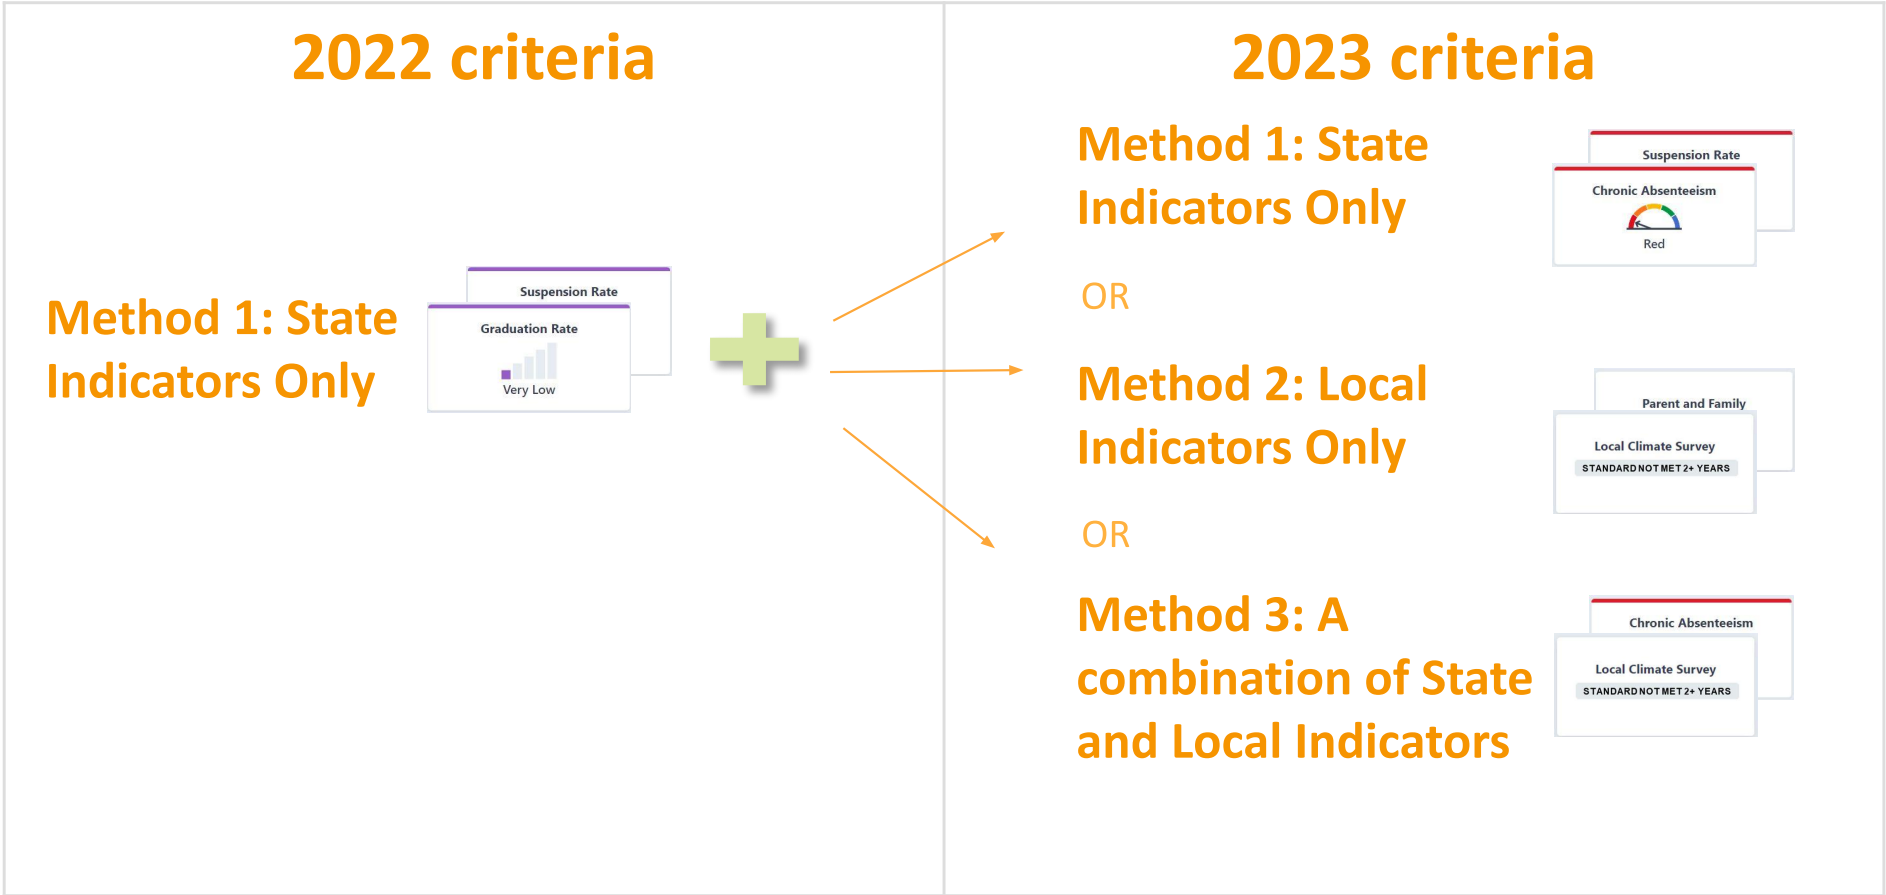 2022 criteria
Method 1: State
Indicators Only
Suspension Rate
Graduation Rate
Very Low
2023 criteria
Method 1: State
Indicators Only
Suspension Rate
Chronic Absenteeism
Red
OR
Method 2: Local
Indicators Only
Parent and Family
Local Climate Survey
STANDARD NOT MET 2+ YEARS
OR
Method 3: A
combination of State
and Local Indicators
Chronic Absenteeism
Local Climate Survey
STANDARD NOT MET 2+ YEARS